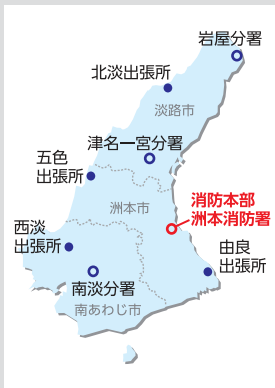 岩屋分署
北淡出張所
淡路市
津名一宮分署
五色
出張所
洲本市
消防本部
洲本消防署
西淡
出張所
由良
出張所
南淡分署
南あわじ市